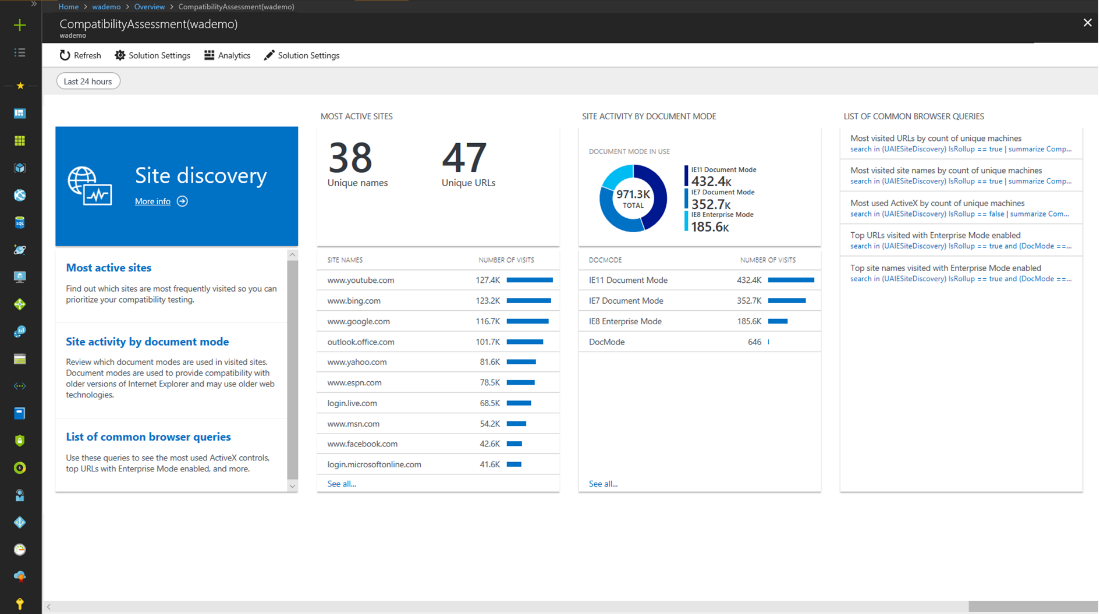 Home > wademo > Overview > CompatibilityAssessment(wademo)
CompatibilityAssessment(wademo)
wademo
Refresh Solution Settings Analytics Solution Settings
Last 24 hours
Site discovery
More info
Most active sites
Find out which sites are most frequently visited so you can
prioritize your compatibility testing.
Site activity by document mode
Review which document modes are used in visited sites.
Document modes are used to provide compatibility with
older versions of Internet Explorer and may use older web
technologies.
List of common browser queries
Use these queries to see the most used ActiveX controls,
top URLs with Enterprise Mode enabled, and more.
MOST ACTIVE SITES
38 47
Unique names Unique URLs
SITE NAMES NUMBER OF VISITS
www.youtube.com 127.4K
www.bing.com 123.2K
www.google.com 116.7K
outlook.office.com 101.7K
www.yahoo.com 81.6K
www.espn.com 78.5K
login.live.com 68.5K
www.msn.com 54.2K
www.facebook.com 42.6K
login.microsoftonline.com 41.6K
See all...
SITE ACTIVITY BY DOCUMENT MODE
DOCUMENT MODE IN USE
971.3K
TOTAL
IE11 Document Mode
432.4K
IE7 Document Mode
352.7K
IE8 Enterprise Mode
185.6K
DOCMODE NUMBER OF VISITS
IE11 Document Mode 432.4K
IE7 Document Mode 352.7K
IE8 Enterprise Mode 185.6K
DocMode 646
See all...
LIST OF COMMON BROWSER QUERIES
Most visited URLs by count of unique machines
search in (UAIESiteDiscovery) IsRollup == true | summarize Comp...
Most visited site names by count of unique machines
search in (UAIESiteDiscovery) IsRollup == true | summarize Comp...
Most used ActiveX by count of unique machines
search in (UAIESiteDiscovery) IsRollup == false | summarize Com...
Top URLs visited with Enterprise Mode enabled
search in (UAIESiteDiscovery) IsRollup == true and (DocMode ==...
Top site names visited with Enterprise Mode enabled
search in (UAIESiteDiscovery) IsRollup == true and (DocMode ==...